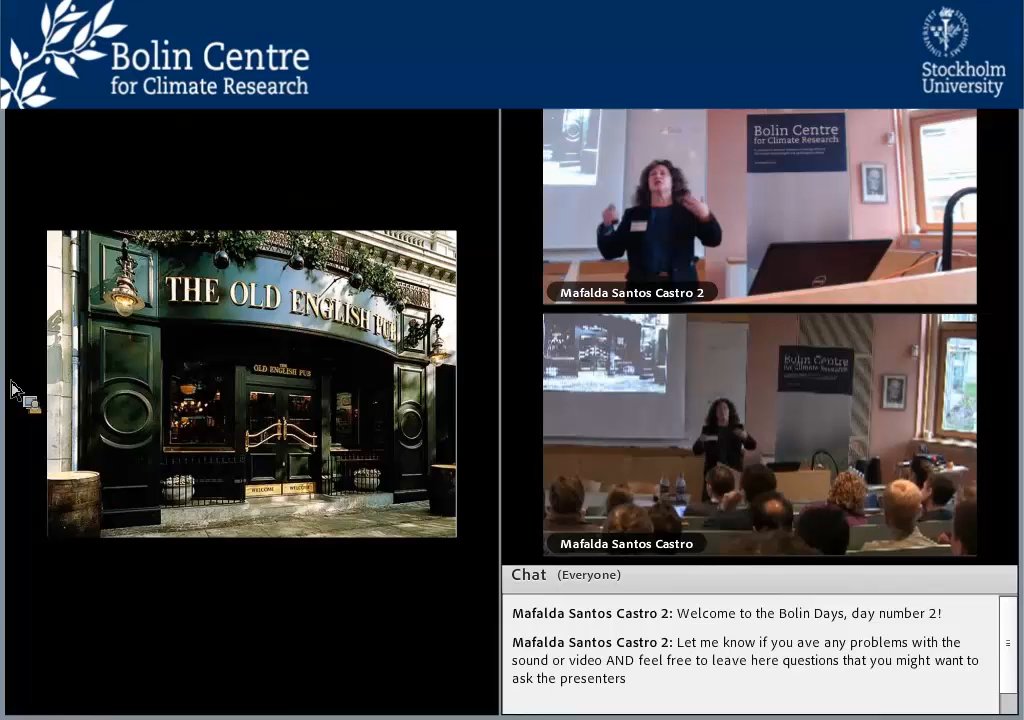 Bolin Centre
for Climate Research
Stockholm
University
THE OLD ENGLISH PUB
THE
OLD ENGLISH PUB
WELCOME WELCOME
Bolin Centre
for Climate Research
Mafalda Santos Castro 2
Bolin Centre
for Climate Research
Mafalda Santos Castro
Chat (Everyone)
Mafalda Santos Castro 2: Welcome to the Bolin Days, day number 2!
Mafalda Santos Castro 2: Let me know if you ave any problems with the
sound or video AND feel free to leave here questions that you might want to
ask the presenters